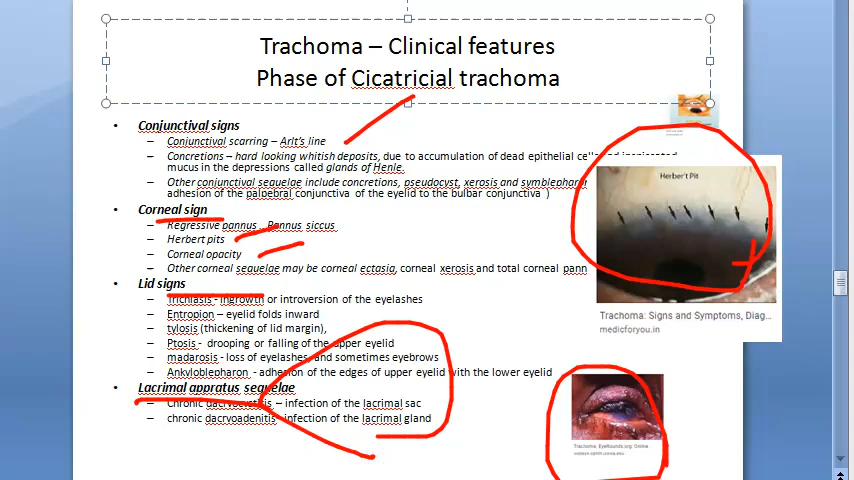 Trachoma – Clinical features
Phase of Cicatricial trachoma
• Conjunctival signs
– Conjunctival scarring – Arlt's line
– Concretions – hard looking whitish deposits, due to accumulation of dead epithelial cells and inspissated
mucus in the depressions called glands of Henle.
– Other conjunctival sequelae include concretions, pseudocyst, xerosis and symblepharon
adhesion of the palpebral conjunctiva of the eyelid to the bulbar conjunctiva )
• Corneal sign
– Regressive pannus Pannus siccus
– Herbert pits
– Corneal opacity
– Other corneal sequelae may be corneal ectasia, corneal xerosis and total corneal pann
• Lid signs
– Trichiasis - ingrowth or introversion of the eyelashes
– Entropion – eyelid folds inward
– tylosis (thickening of lid margin),
– Ptosis - drooping or falling of the upper eyelid
– madarosis - loss of eyelashes, and sometimes eyebrows
– Ankyloblepharon - adhesion of the edges of upper eyelid with the lower eyelid
• Lacrimal appratus sequelae
– Chronic dacryocystitis – infection of the lacrimal sac
– chronic dacryoadenitis - infection of the lacrimal gland
Herber't Pit
Trachoma: Signs and Symptoms, Diag...
medicforyou.in
Trachoma. EyeRounds.org: Online